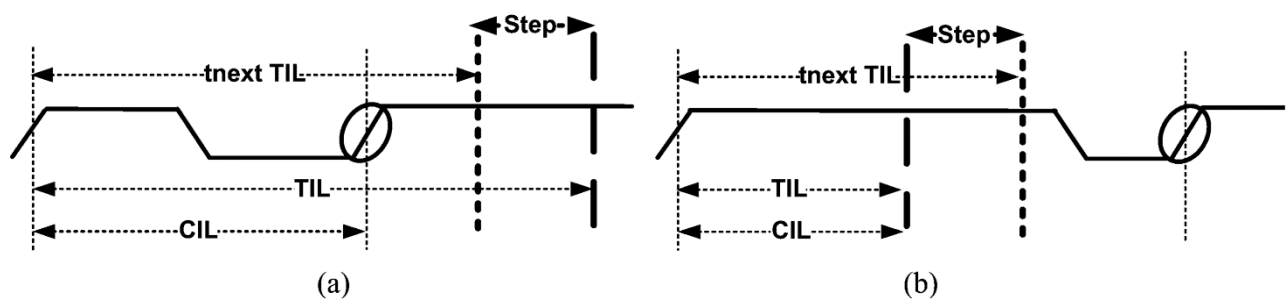 Step
tnext TIL
TIL
CIL
(a)
Step
tnext TIL
TIL
CIL
(b)